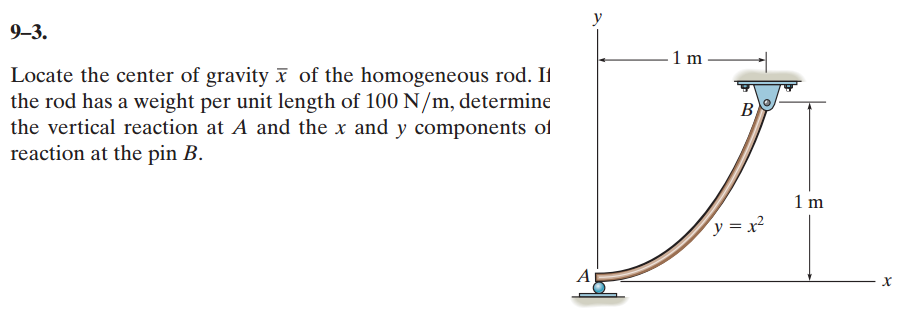 9–3.
Locate the center of gravity x̄ of the homogeneous rod. If
the rod has a weight per unit length of 100 N/m, determine
the vertical reaction at A and the x and y components of
reaction at the pin B.
y
1 m
B
1 m
y = x²
A
x